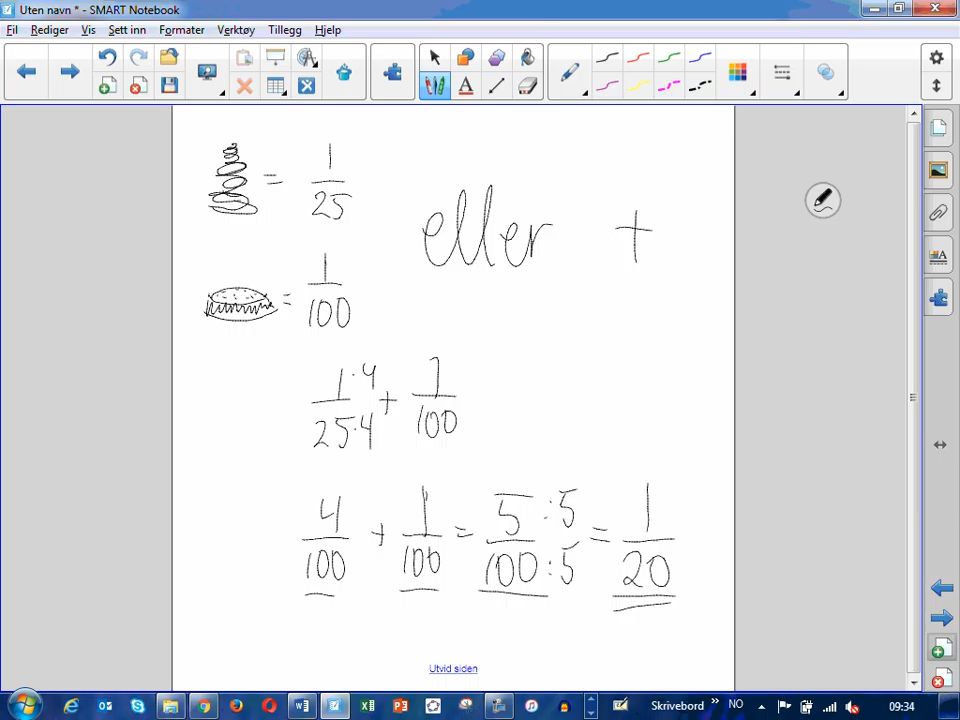 Uten navn * - SMART Notebook
Fil Rediger Vis Sett inn Formater Verktøy Tillegg Hjelp
= 1/25
eller +
= 1/100
1·4/25·4 + 1/100
4/100 + 1/100 = 5:5/100:5 = 1/20
Utvid siden
Skrivebord » NO 09:34